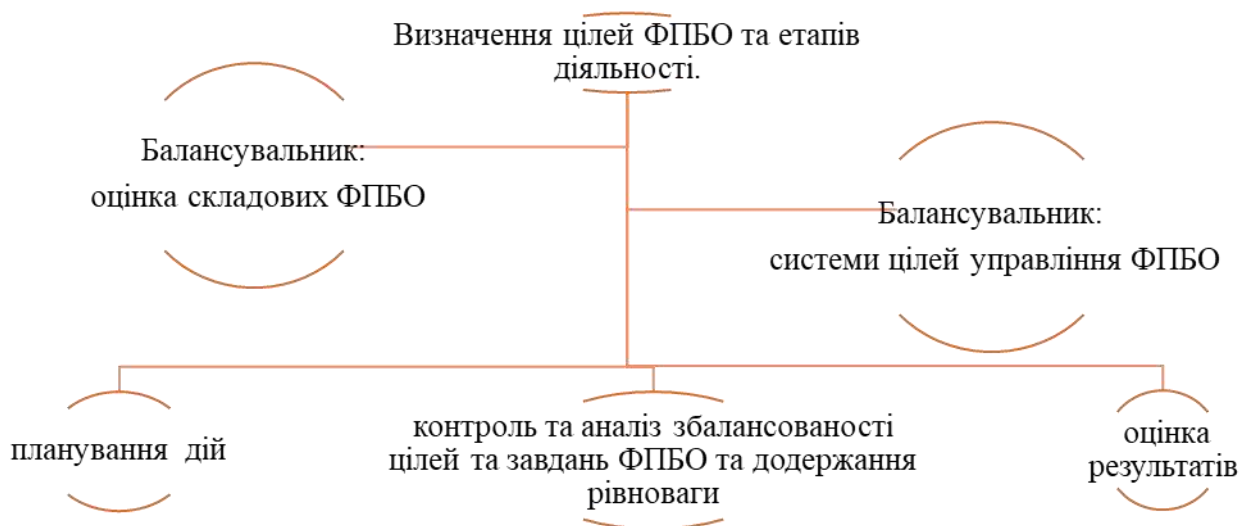 Визначення цілей ФПБО та етапів
діяльності.
Балансувальник:
оцінка складових ФПБО
Балансувальник:
системи цілей управління ФПБО
планування дій
контроль та аналіз збалансованості
цілей та завдань ФПБО та додержання
рівноваги
оцінка
результатів